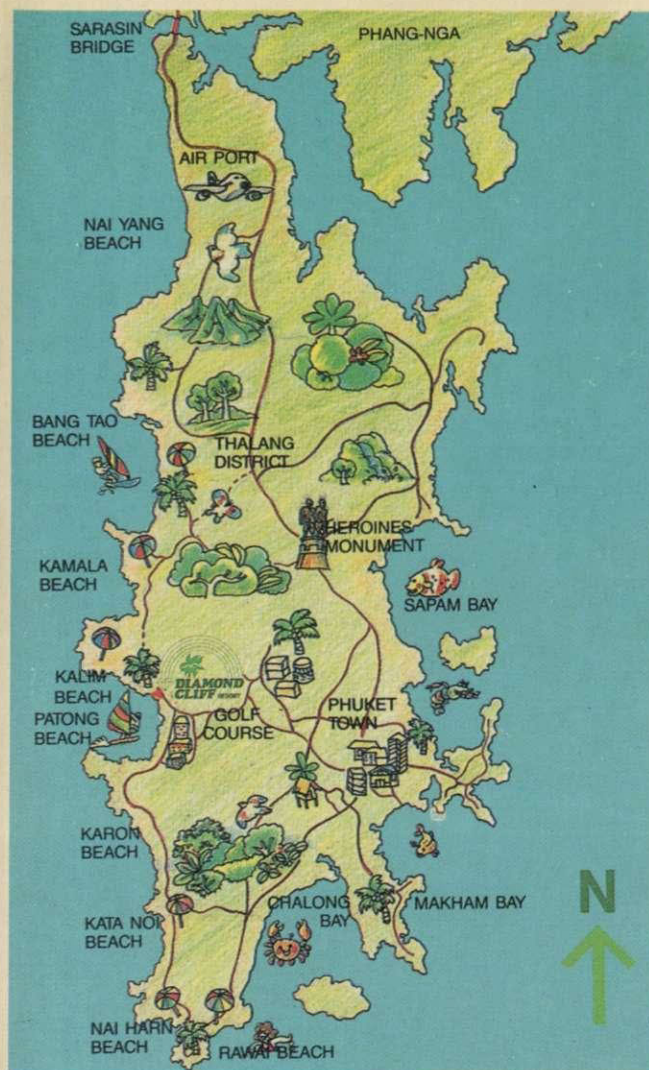 SARASIN
BRIDGE
PHANG-NGA
AIR PORT
NAI YANG
BEACH
BANG TAO
BEACH
THALANG
DISTRICT
HEROINES
MONUMENT
KAMALA
BEACH
SAPAM BAY
DIAMOND
CLIFF RESORT
KALIM
BEACH
PATONG
BEACH
GOLF
COURSE
PHUKET
TOWN
KARON
BEACH
KATA NOI
BEACH
CHALONG
BAY
MAKHAM BAY
N
NAI HARN
BEACH
RAWAI BEACH